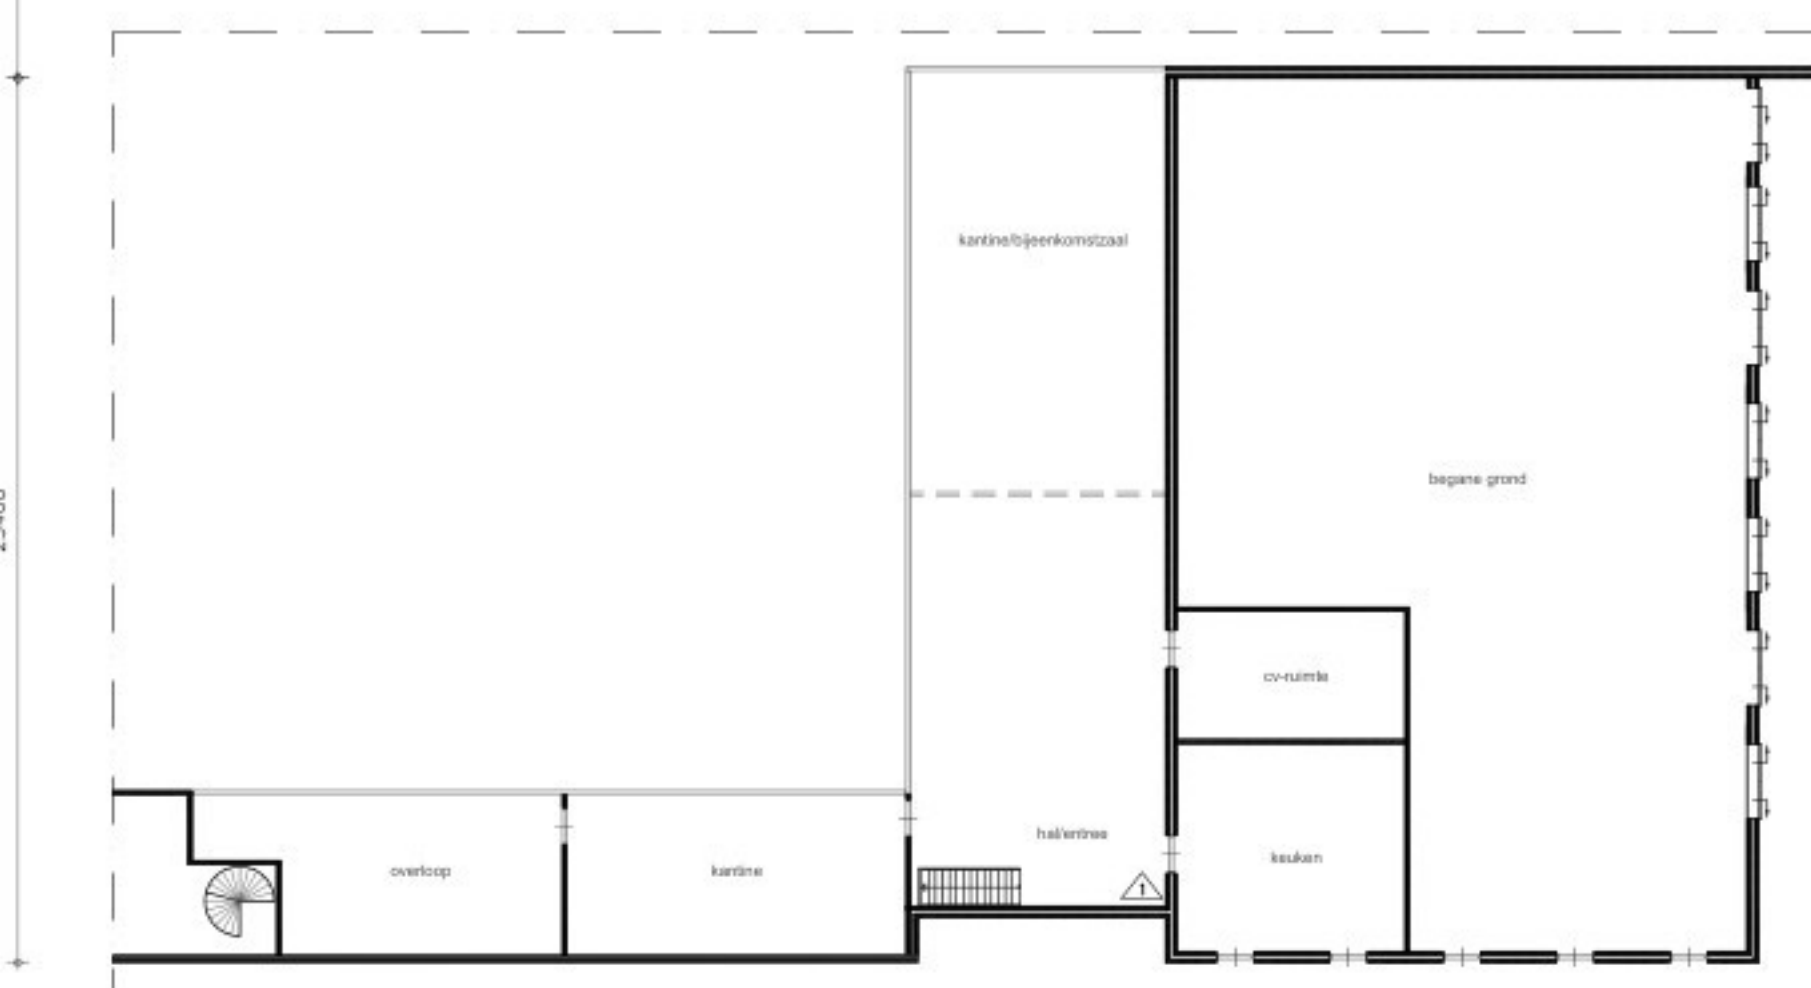 kantine/bijeenkomstzaal
begane grond
cv-ruimte
hal/entree
keuken
overloop
kantine
1